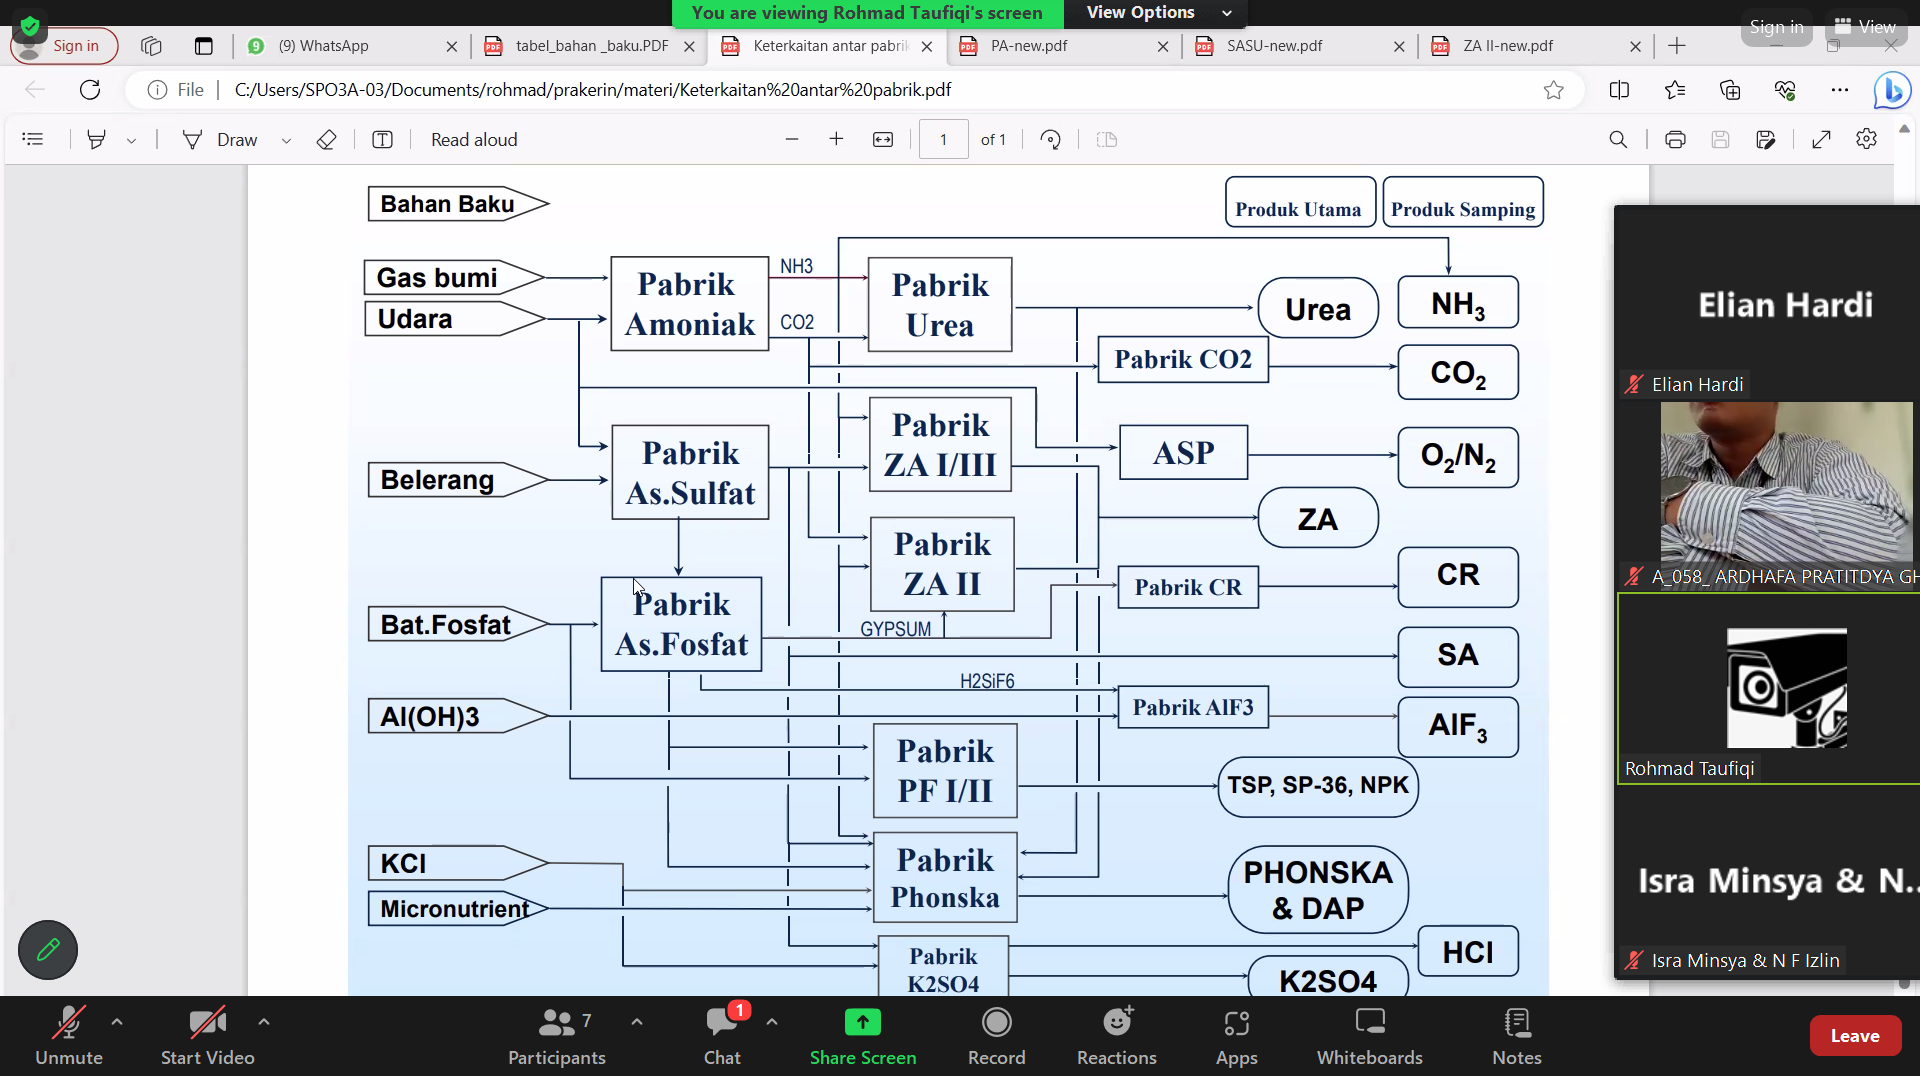 You are viewing Rohmad Taufiqi's screen
View Options
Sign in
View
Sign in
9
(9) WhatsApp
tabel_bahan _baku.PDF
Keterkaitan antar pabrik
PA-new.pdf
SASU-new.pdf
ZA II-new.pdf
File
C:/Users/SPO3A-03/Documents/rohmad/prakerin/materi/Keterkaitan%20antar%20pabrik.pdf
Draw
Read aloud
1
of 1
Bahan Baku
Produk Utama
Produk Samping
Gas bumi
Udara
Pabrik
Amoniak
NH3
CO2
Pabrik
Urea
Urea
NH3
Pabrik CO2
CO2
Belerang
Pabrik
As.Sulfat
Pabrik
ZA I/III
ASP
O2/N2
ZA
Pabrik
ZA II
Bat.Fosfat
Pabrik
As.Fosfat
GYPSUM
Pabrik CR
CR
SA
H2SiF6
Al(OH)3
Pabrik AlF3
AlF3
Pabrik
PF I/II
TSP, SP-36, NPK
KCl
Micronutrient
Pabrik
Phonska
PHONSKA
& DAP
Pabrik
K2SO4
HCl
K2SO4
Elian Hardi
Elian Hardi
A_058_ ARDHAFA PRATITDYA GH
Rohmad Taufiqi
Isra Minsya & N...
Isra Minsya & N F Izlin
Unmute
Start Video
7
Participants
1
Chat
Share Screen
Record
Reactions
Apps
Whiteboards
Notes
Leave